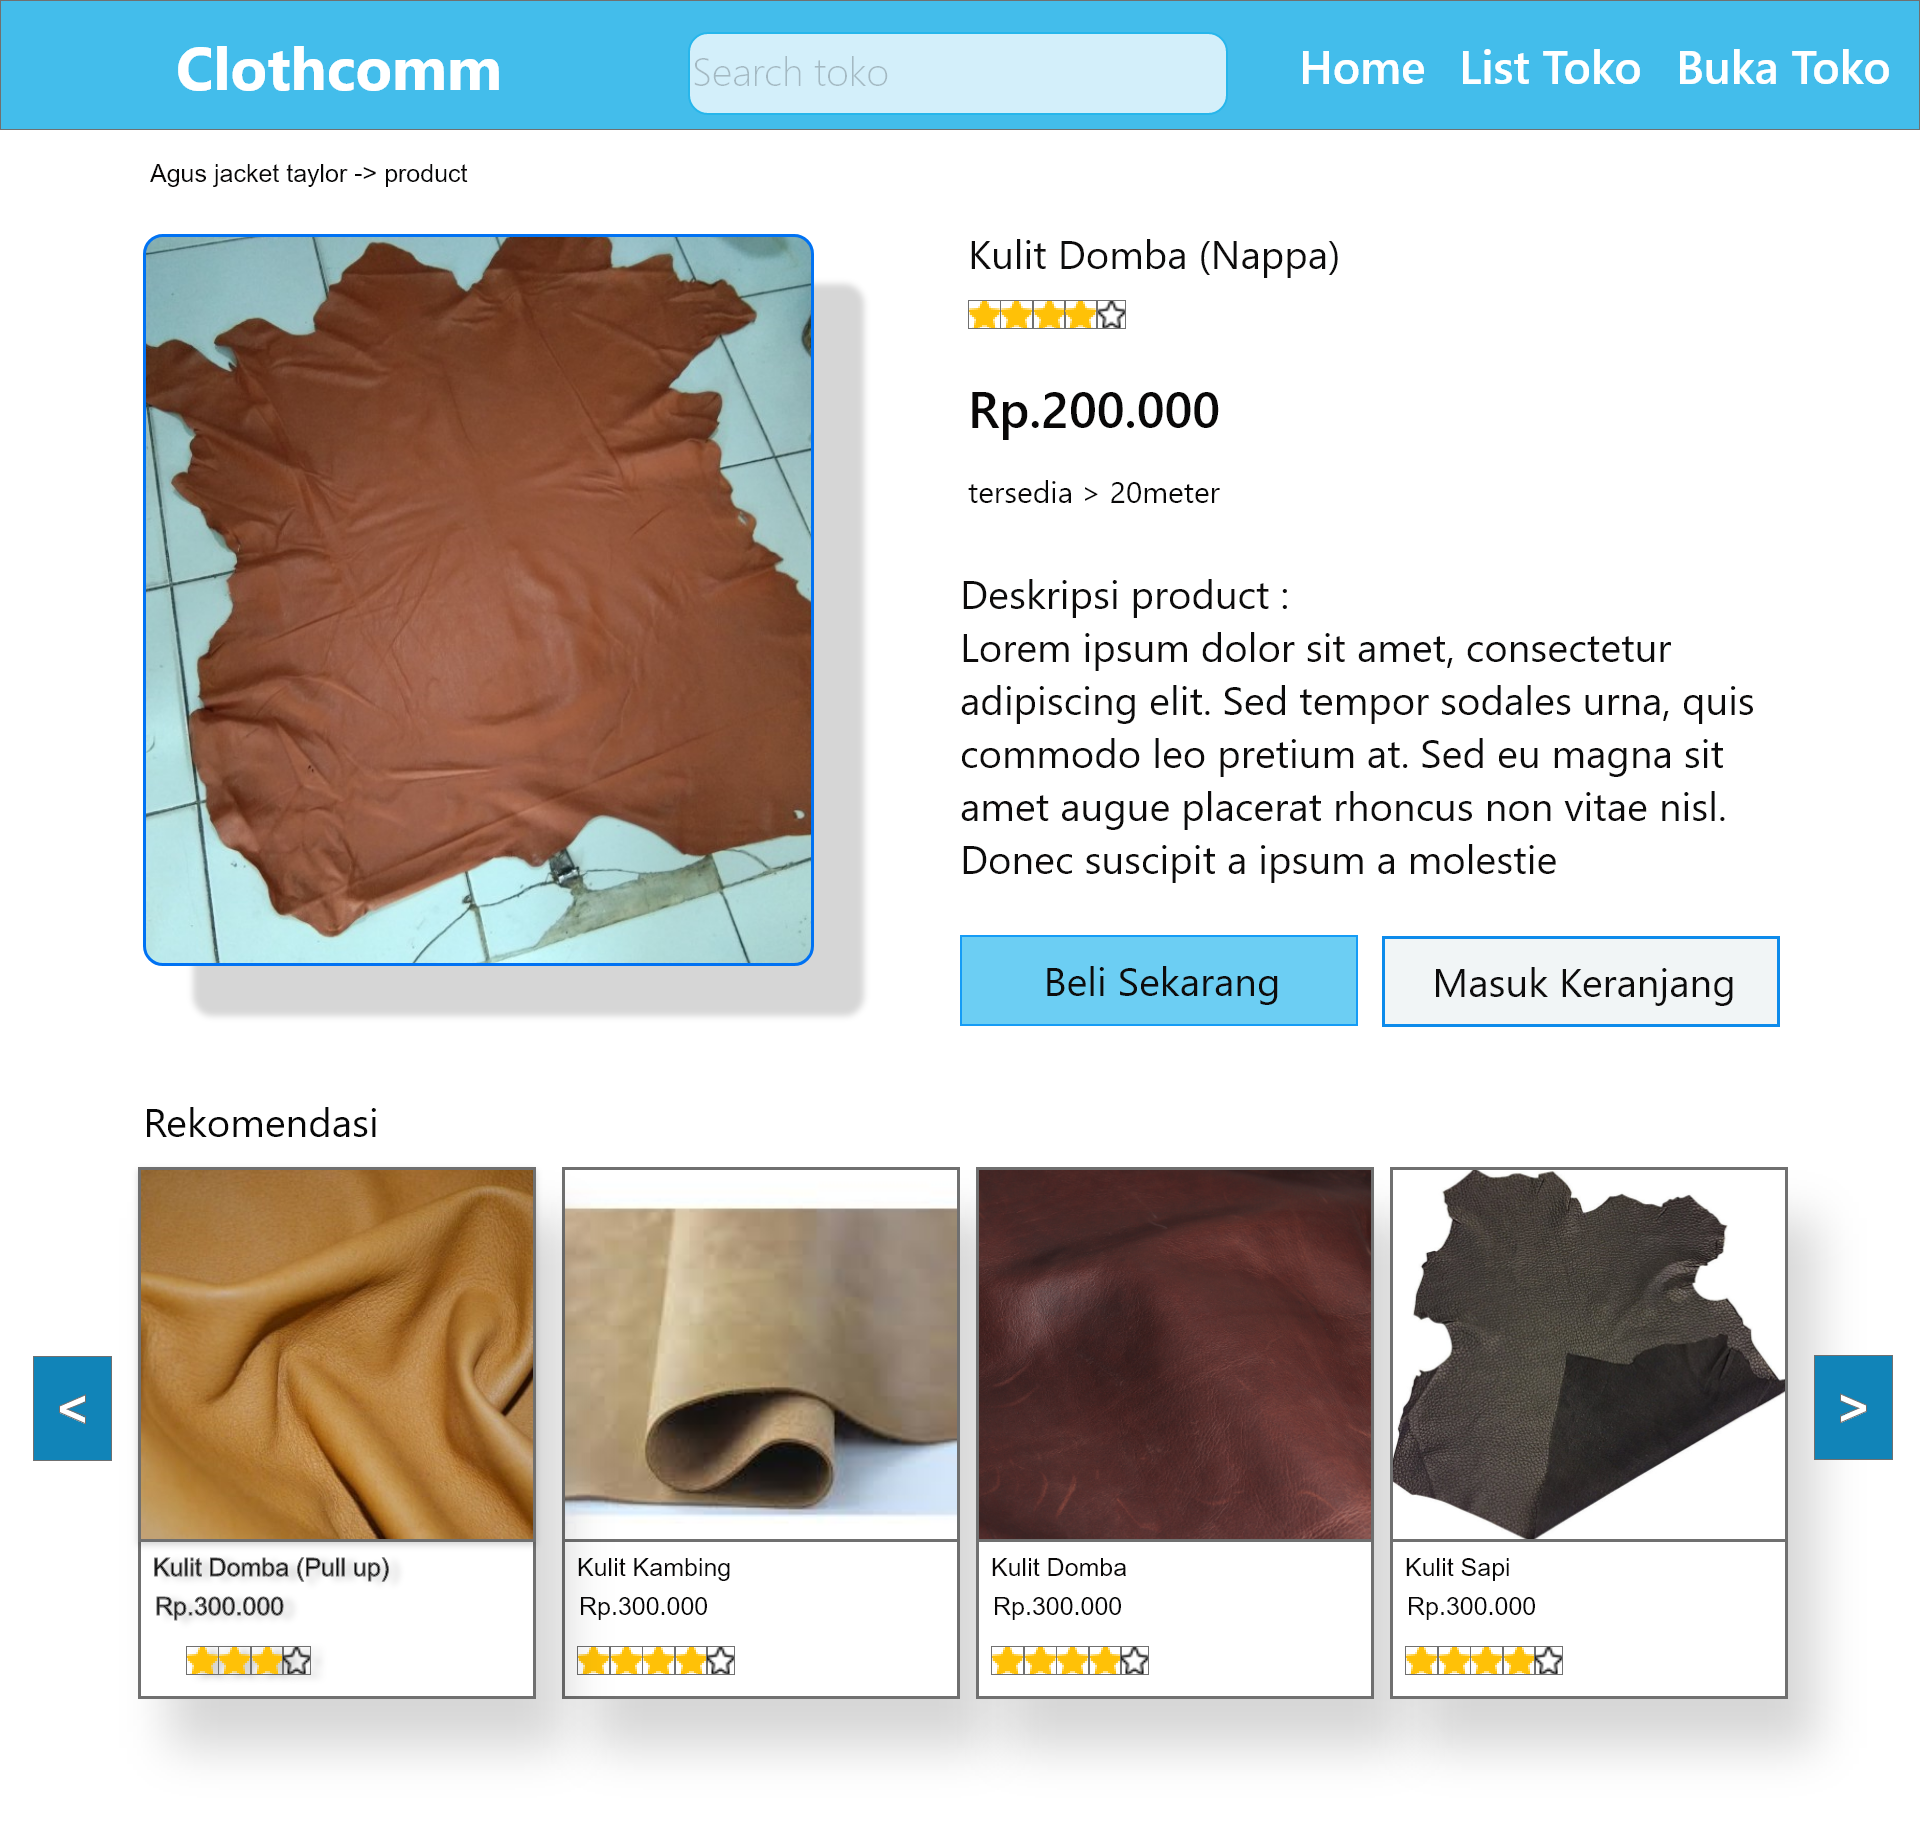 Clothcomm
Search toko
Home List Toko Buka Toko
Agus jacket taylor -> product
Kulit Domba (Nappa)
Rp.200.000
tersedia > 20meter
Deskripsi product :
Lorem ipsum dolor sit amet, consectetur
adipiscing elit. Sed tempor sodales urna, quis
commodo leo pretium at. Sed eu magna sit
amet augue placerat rhoncus non vitae nisl.
Donec suscipit a ipsum a molestie
Beli Sekarang
Masuk Keranjang
Rekomendasi
<
>
Kulit Domba (Pull up)
Rp.300.000
Kulit Kambing
Rp.300.000
Kulit Domba
Rp.300.000
Kulit Sapi
Rp.300.000